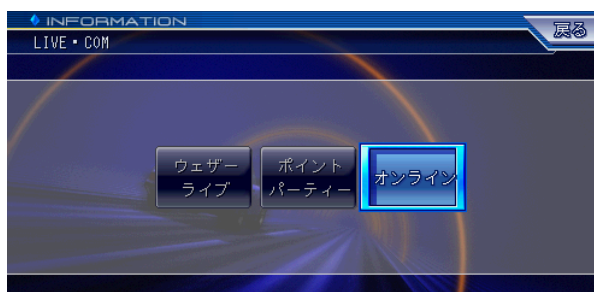 INFORMATION
戻る
LIVE・COM
ウェザー
ライブ
ポイント
パーティー
オンライン